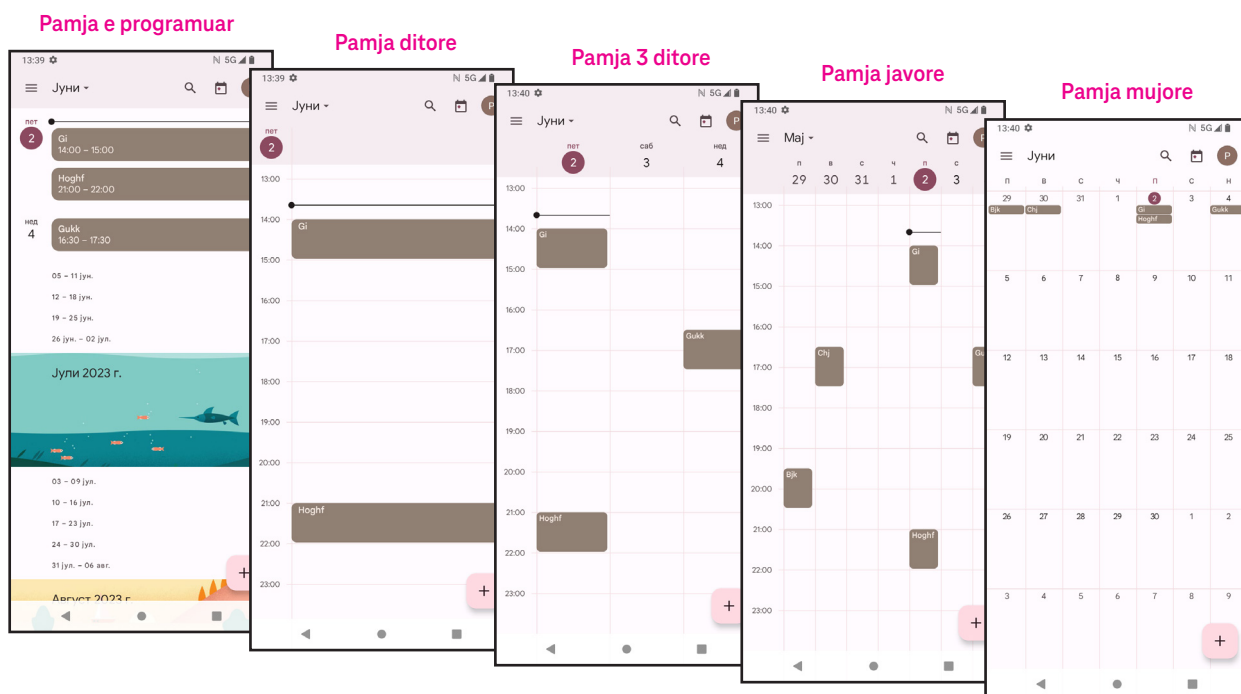 Pamja e programuar
13:39
5G
Јуни
пет
2
Gi
14:00 – 15:00
Hoghf
21:00 – 22:00
нед
4
Gukk
16:30 – 17:30
05 – 11 јун.
12 – 18 јун.
19 – 25 јун.
26 јун. – 02 јул.
Јули 2023 г.
03 – 09 јул.
10 – 16 јул.
17 – 23 јул.
24 – 30 јул.
31 јул. – 06 авг.
+
Август 2023 г.
Pamja ditore
13:39
5G
Јуни
P
пет
2
13:00
14:00
Gi
15:00
16:00
17:00
18:00
19:00
20:00
21:00
Hoghf
22:00
23:00
+
Pamja 3 ditore
13:40
5G
Јуни
P
пет саб нед
2 3 4
13:00
14:00
Gi
15:00
16:00
Gukk
17:00
18:00
19:00
20:00
21:00
Hoghf
22:00
23:00
+
Pamja javore
13:40
5G
Мај
п в с ч п с
29 30 31 1 2 3
13:00
14:00
Gi
15:00
16:00
Chj Gu
17:00
18:00
19:00
Bjk
20:00
21:00
Hoghf
22:00
23:00
+
Pamja mujore
13:40
5G
Јуни
P
п в с ч п с н
29 30 31 1 2 3 4
Bjk Chj Gi Gukk
Hoghf
5 6 7 8 9 10 11
12 13 14 15 16 17 18
19 20 21 22 23 24 25
26 27 28 29 30 1 2
3 4 5 6 7 8 9
+